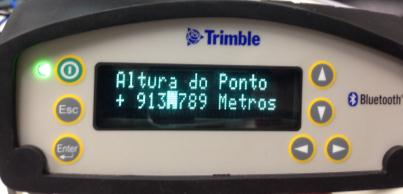 Trimble
Altura do Ponto
+ 913.789 Metros
Esc
Bluetooth
Enter